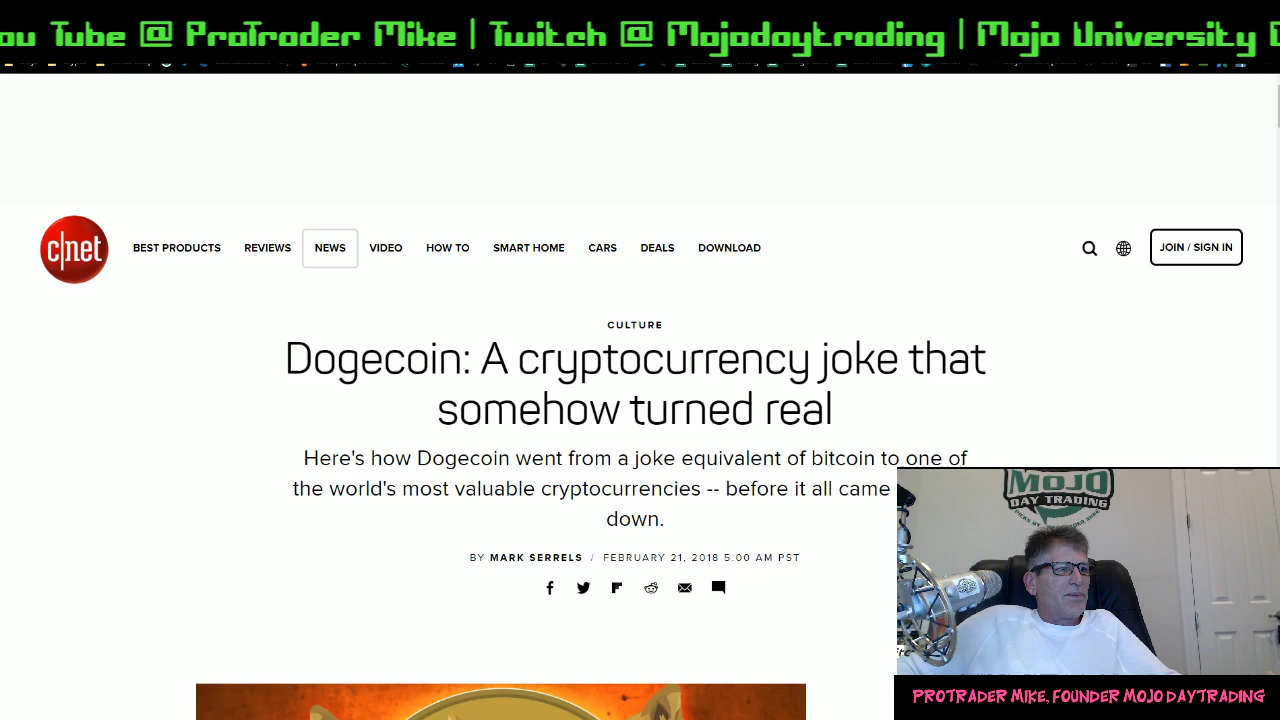 ou Tube @ ProTrader Mike | Twitch @ Mojodaytrading | Mojo University
c|net
BEST PRODUCTS REVIEWS NEWS VIDEO HOW TO SMART HOME CARS DEALS DOWNLOAD
JOIN / SIGN IN
CULTURE
Dogecoin: A cryptocurrency joke that
somehow turned real
Here's how Dogecoin went from a joke equivalent of bitcoin to one of
the world's most valuable cryptocurrencies -- before it all came
down.
BY MARK SERRELS / FEBRUARY 21, 2018 5:00 AM PST
MOJO
DAY TRADING
PROTRADER MIKE, FOUNDER MOJO DAYTRADING